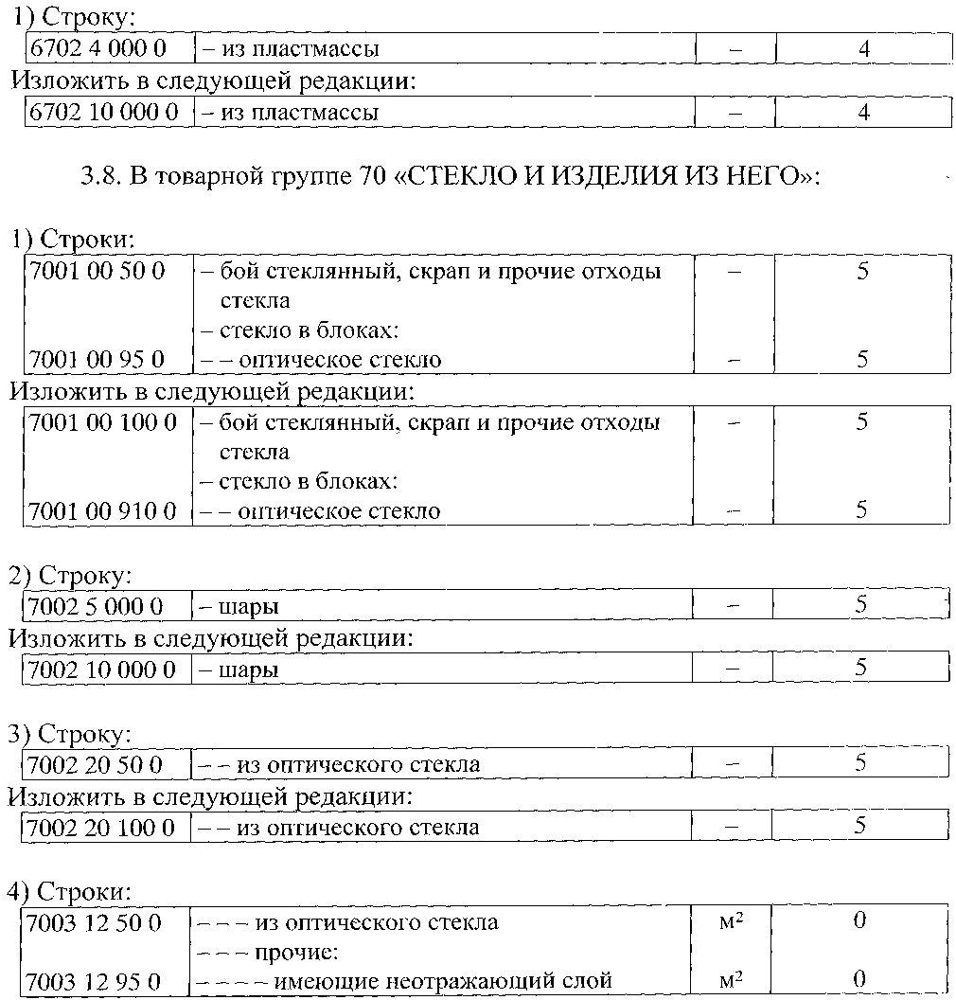 1) Строку:
6702 4 000 0 – из пластмассы – 4
Изложить в следующей редакции:
6702 10 000 0 – из пластмассы – 4
3.8. В товарной группе 70 «СТЕКЛО И ИЗДЕЛИЯ ИЗ НЕГО»:
1) Строки:
7001 00 50 0 – бой стеклянный, скрап и прочие отходы – 5
стекла
– стекло в блоках:
7001 00 95 0 – – оптическое стекло – 5
Изложить в следующей редакции:
7001 00 100 0 – бой стеклянный, скрап и прочие отходы – 5
стекла
– стекло в блоках:
7001 00 910 0 – – оптическое стекло – 5
2) Строку:
7002 5 000 0 – шары – 5
Изложить в следующей редакции:
7002 10 000 0 – шары – 5
3) Строку:
7002 20 50 0 – – из оптического стекла – 5
Изложить в следующей редакции:
7002 20 100 0 – – из оптического стекла – 5
4) Строки:
7003 12 50 0 – – – из оптического стекла м² 0
– – – прочие:
7003 12 95 0 – – – – имеющие неотражающий слой м² 0